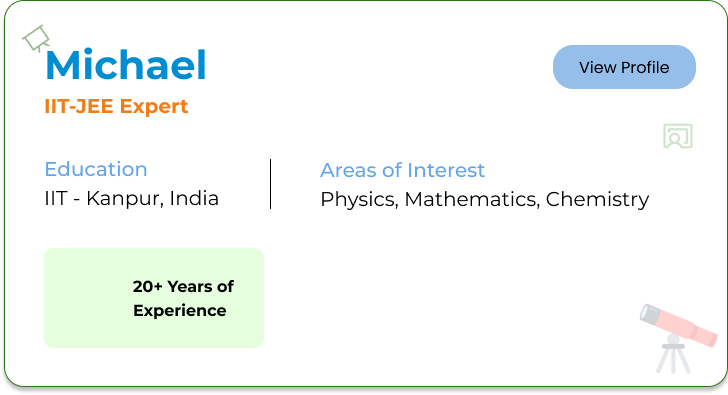 Michael
View Profile
IIT-JEE Expert
Education
IIT - Kanpur, India
Areas of Interest
Physics, Mathematics, Chemistry
20+ Years of
Experience